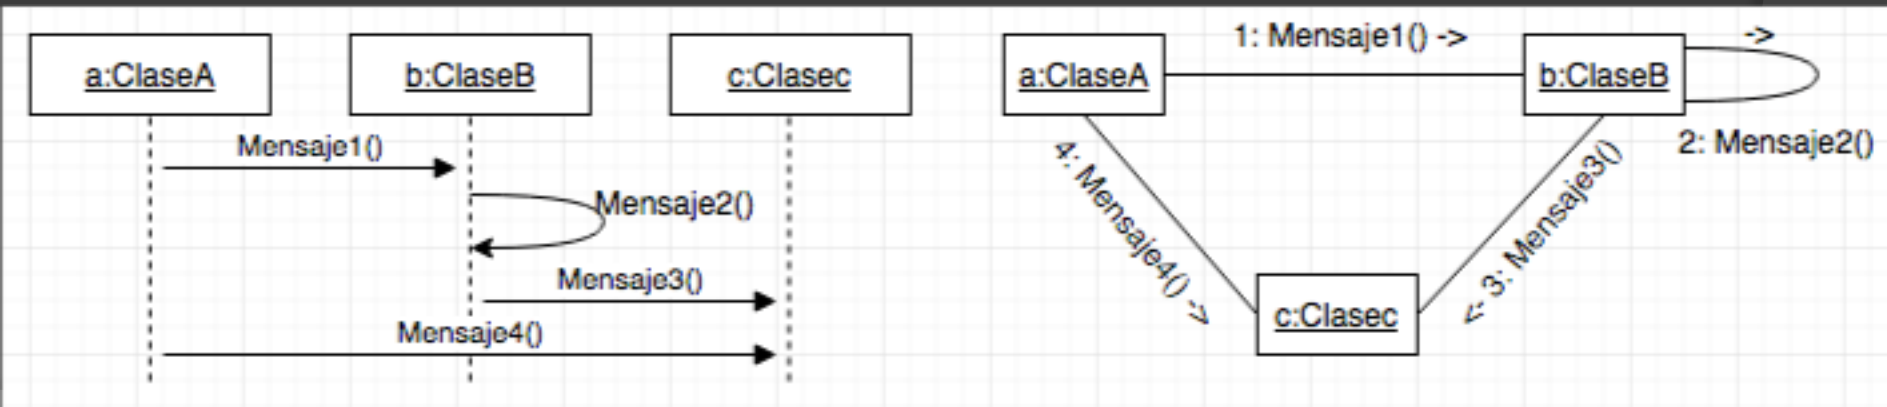 a:ClaseA
b:ClaseB
c:Clasec
Mensaje1()
Mensaje2()
Mensaje3()
Mensaje4()
1: Mensaje1() ->
a:ClaseA
b:ClaseB
->
2: Mensaje2()
4: Mensaje4() ->
<- 3: Mensaje3()
c:Clasec